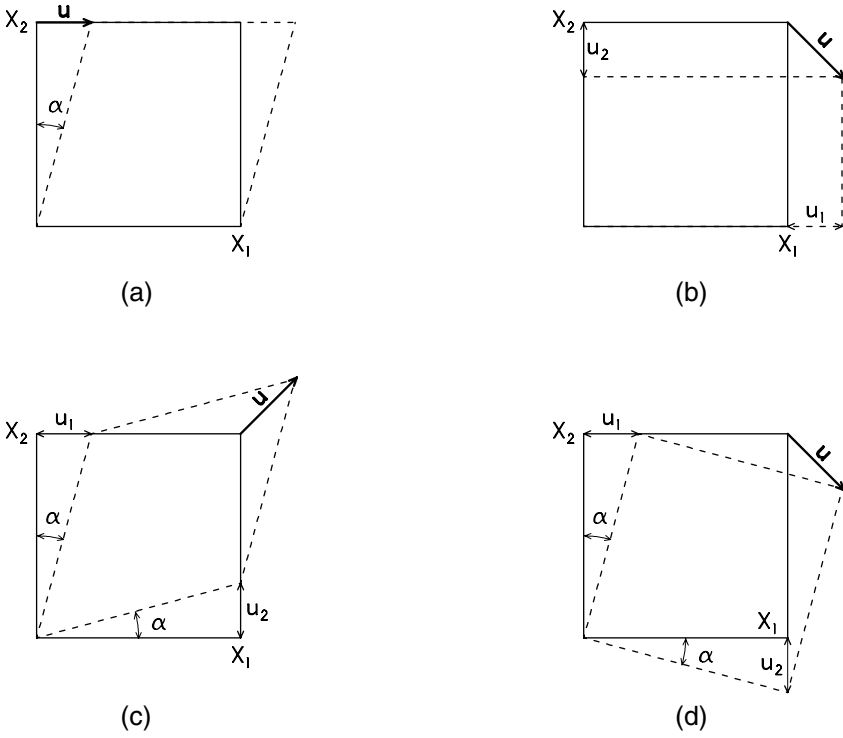 X₂ u
α
X₁
(a)
X₂ u₂ u
u₁
X₁
(b)
X₂ u₁ u
α
α u₂
X₁
(c)
X₂ u₁ u
α
X₁
α u₂
(d)